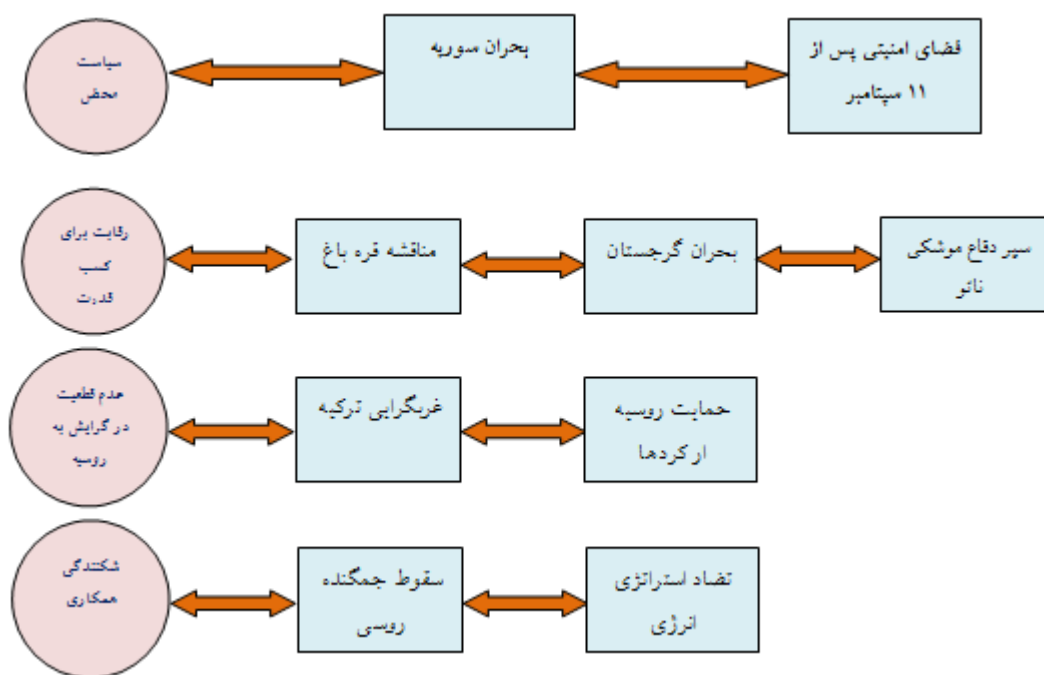 فضای امنیتی پس از
۱۱ سپتامبر
بحران سوریه
سیاست
محض
سپر دفاع موشکی
ناتو
بحران گرجستان
مناقشه قره باغ
رقابت برای
کسب
قدرت
حمایت روسیه
ار کردها
غربگرایی ترکیه
عدم قطعیت
در گرایش به
روسیه
تضاد استراتژی
انرژی
سقوط جمگنده
روسی
شکنندگی
همکاری